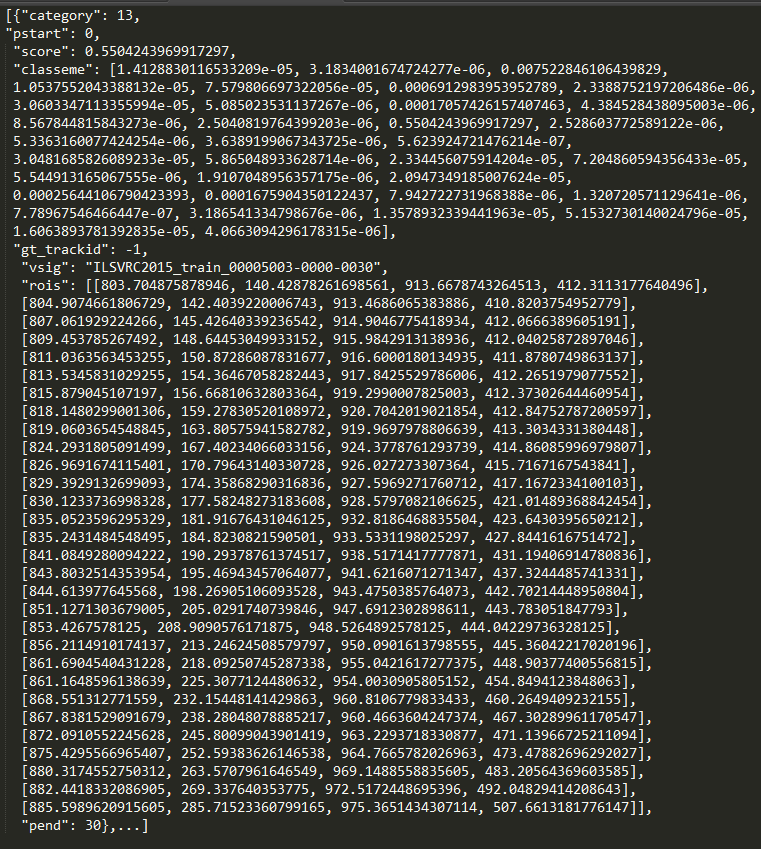 [{"category": 13,
"pstart": 0,
"score": 0.5504243969917297,
"classeme": [1.4128830116533209e-05, 3.1834001674724277e-06, 0.007522846106439829,
1.0537552043388132e-05, 7.579806697322056e-05, 0.0006912983953952789, 2.3388752197206486e-06,
3.0603347113355994e-05, 5.085023531137267e-06, 0.00017057426157407463, 4.384528438095003e-06,
8.567844815843273e-06, 2.5040819764399203e-06, 0.5504243969917297, 2.528603772589122e-06,
5.3363160077424254e-06, 3.6389199067343725e-06, 5.623924721476214e-07,
3.0481685826089233e-05, 5.865048933628714e-06, 2.334456075914204e-05, 7.204860594356433e-05,
5.544913165067555e-06, 1.9107048956357175e-06, 2.0947349185007624e-05,
0.00025644106790423393, 0.0001675904350122437, 7.942722731968388e-06, 1.320720571129641e-06,
7.78967546466447e-07, 3.186541334798676e-06, 1.3578932339441963e-05, 5.1532730140024796e-05,
1.6063893781392835e-05, 4.0663094296178315e-06],
"gt_trackid": -1,
"vsig": "ILSVRC2015_train_00005003-0000-0030",
"rois": [[803.704875878946, 140.42878261698561, 913.6678743264513, 412.3113177640496],
[804.9074661806729, 142.4039220006743, 913.4686065383886, 410.8203754952779],
[807.061929224266, 145.42640339236542, 914.9046775418934, 412.0666389605191],
[809.453785267497, 148.64453049933152, 915.9842913138936, 412.04025872897046],
[811.0363563453255, 150.87286087831677, 916.6000180134935, 411.8780749863137],
[813.5345831029255, 154.36467058282443, 917.8425529786006, 412.2651979077552],
[815.879045107197, 156.66810632803364, 919.2990007825003, 412.37302644460954],
[818.1480299001306, 159.27830520108972, 920.7042019021854, 412.84752787200597],
[819.0603654548845, 163.80575941582782, 919.9697978806639, 413.3034331380448],
[824.2931805091499, 167.40234066033156, 924.3778761293739, 414.86085996979807],
[826.9691674115401, 170.79643140330728, 926.027273307364, 415.7167167543841],
[829.3929132699093, 174.35868290316836, 927.5969271760712, 417.1672334100103],
[830.1233736998328, 177.58248273183608, 928.5797082106625, 421.01489368842454],
[835.0523596295329, 181.91676431046125, 932.8186468835504, 423.6430395650212],
[835.2431484548495, 184.8230821590501, 933.5331198025297, 427.8441616751472],
[841.0849280094222, 190.29378761374517, 938.5171417777871, 431.19406914780836],
[843.8032514353954, 195.46943457064077, 941.6216071271347, 437.3244485741331],
[844.613977645568, 198.26905106093528, 943.4750385764073, 442.70214448950804],
[851.1271303679005, 205.0291740739846, 947.6912302898611, 443.783051847793],
[853.4267578125, 208.9090576171875, 948.5264892578125, 444.04229736328125],
[856.2114910174137, 213.24624508579797, 950.0901613798555, 445.36042217020196],
[861.6904540431228, 218.09250745287338, 955.0421617277375, 448.90377400556815],
[861.1648596138639, 225.3077124480632, 954.0030905805152, 454.8494123848063],
[868.551312771559, 232.15448141429863, 960.8106779833433, 460.2649409232155],
[867.8381529091679, 238.28048078885217, 960.4663604247374, 467.30289961170547],
[872.0910552245628, 245.80099043901419, 963.2293718330877, 471.13966725211094],
[875.4295566965407, 252.59383626146538, 964.7665782026963, 473.47882696292027],
[880.3174552750312, 263.5707961646549, 969.1488558835605, 483.20564369603585],
[882.4418332086905, 269.337640353775, 972.5172448695396, 492.04829414208643],
[885.5989620915605, 285.71523360799165, 975.3651434307114, 507.6613181776147]],
"pend": 30},...]